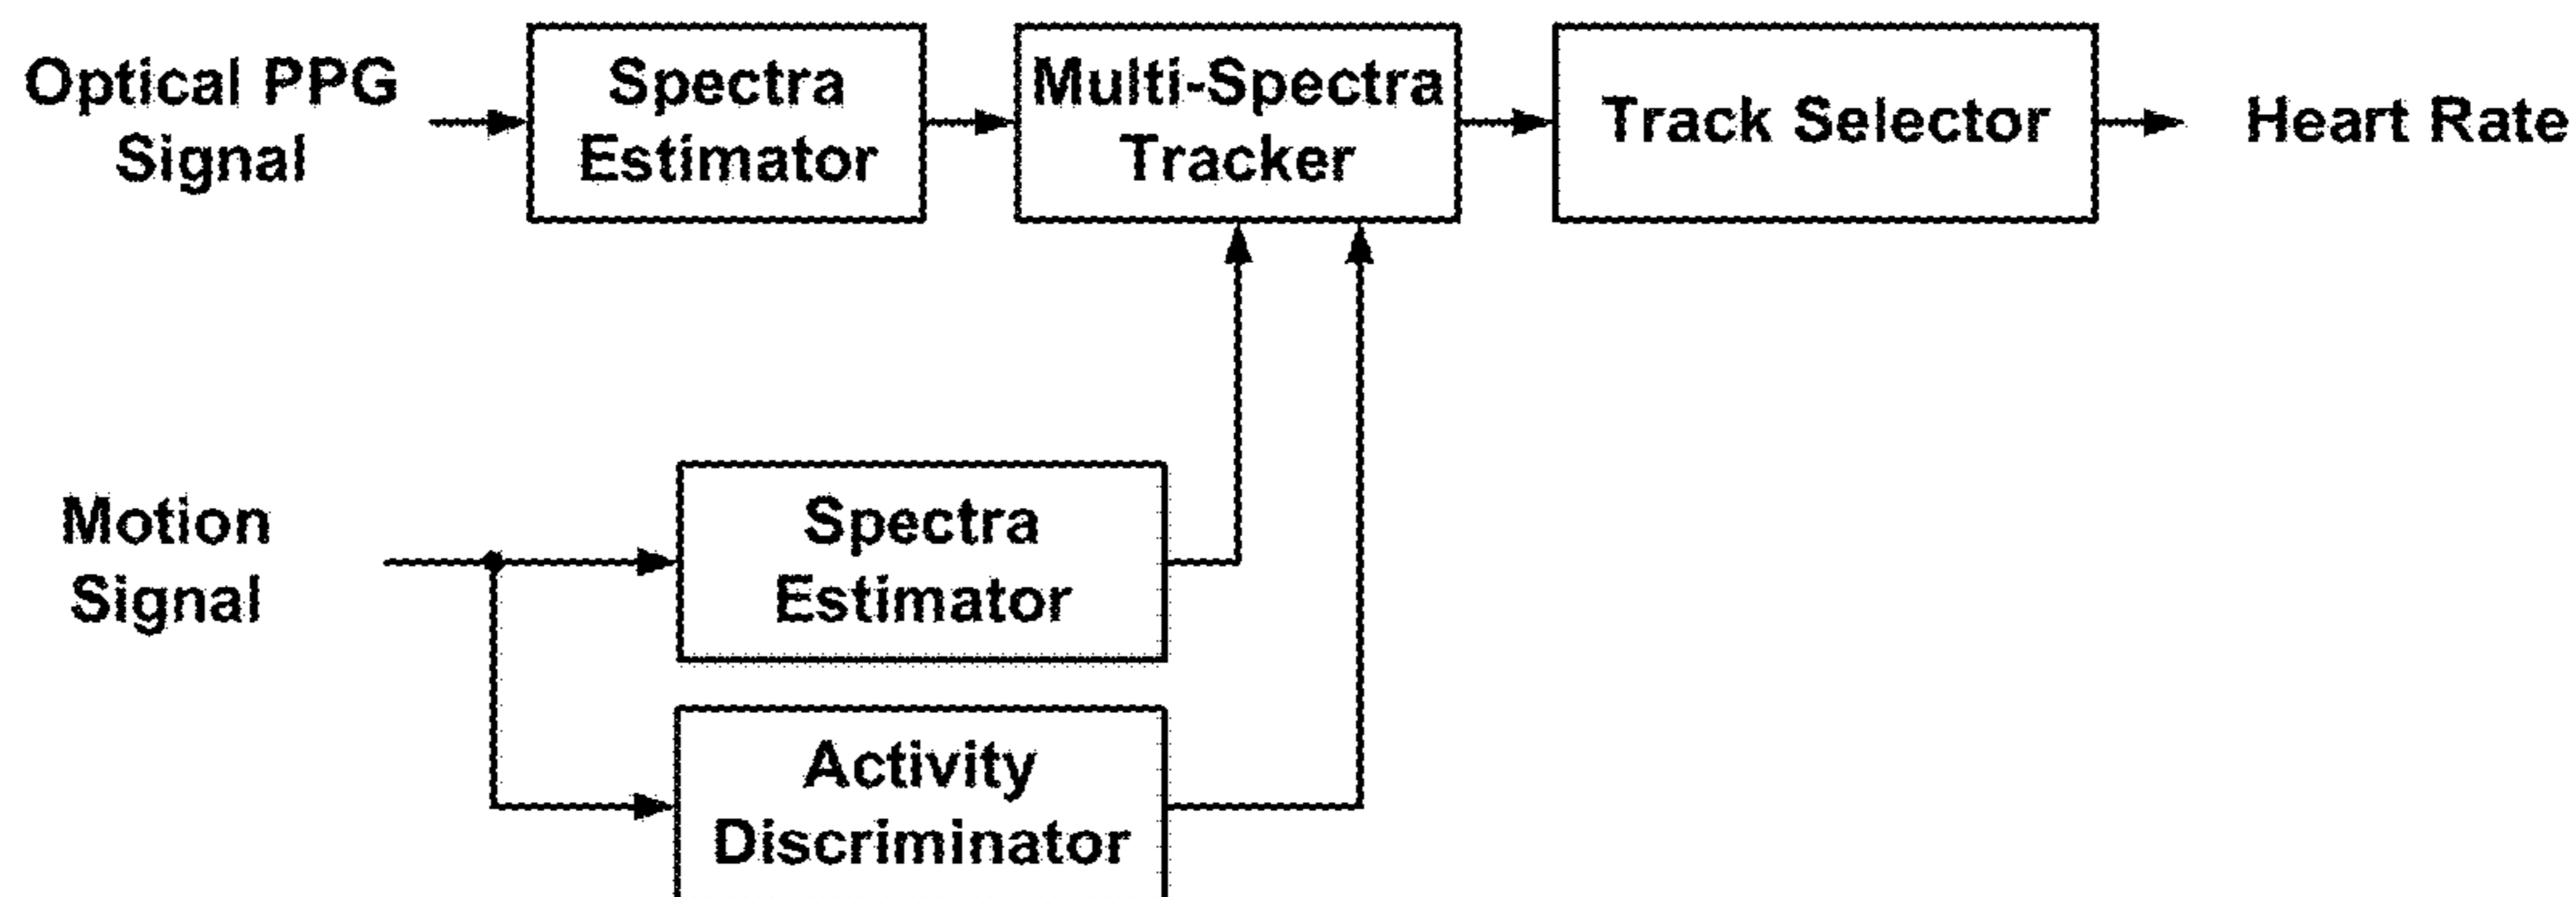 Optical PPG
Signal
Spectra
Estimator
Multi-Spectra
Tracker
Track Selector
Heart Rate
Motion
Signal
Spectra
Estimator
Activity
Discriminator